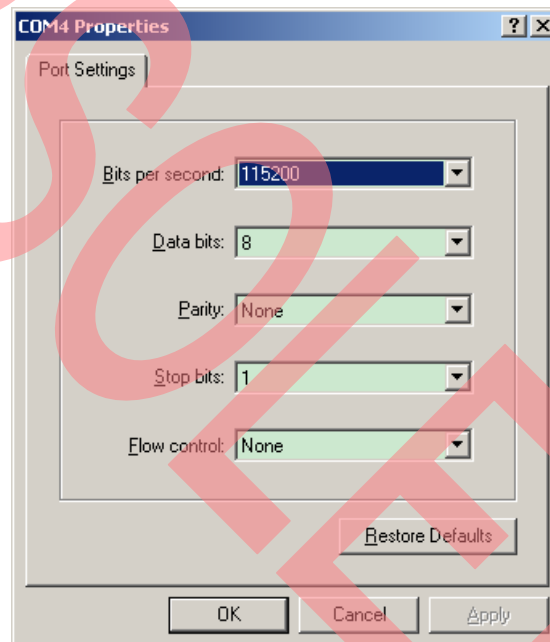 COM4 Properties
Port Settings
Bits per second: 115200
Data bits: 8
Parity: None
Stop bits: 1
Flow control: None
Restore Defaults
OK Cancel Apply